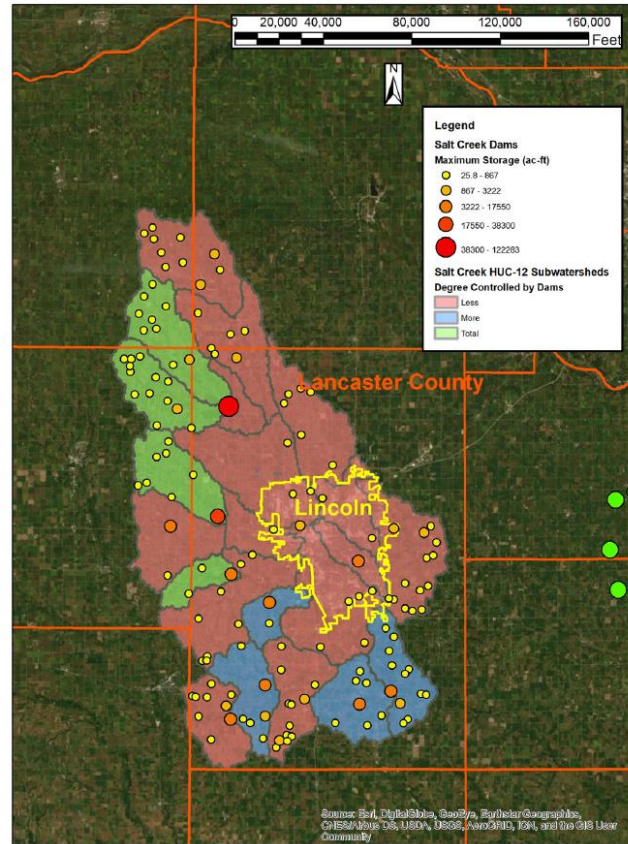 20,000 40,000 80,000 120,000 160,000
Feet
N
Legend
Salt Creek Dams
Maximum Storage (ac-ft)
25.8 - 867
867 - 3222
3222 - 17550
17550 - 38300
38300 - 122283
Salt Creek HUC-12 Subwatersheds
Degree Controlled by Dams
Less
More
Total
Lancaster County
Lincoln
Source: Esri, DigitalGlobe, GeoEye, Earthstar Geographics,
CNES/Airbus DS, USDA, USGS, AeroGRID, IGN, and the GIS User
Community